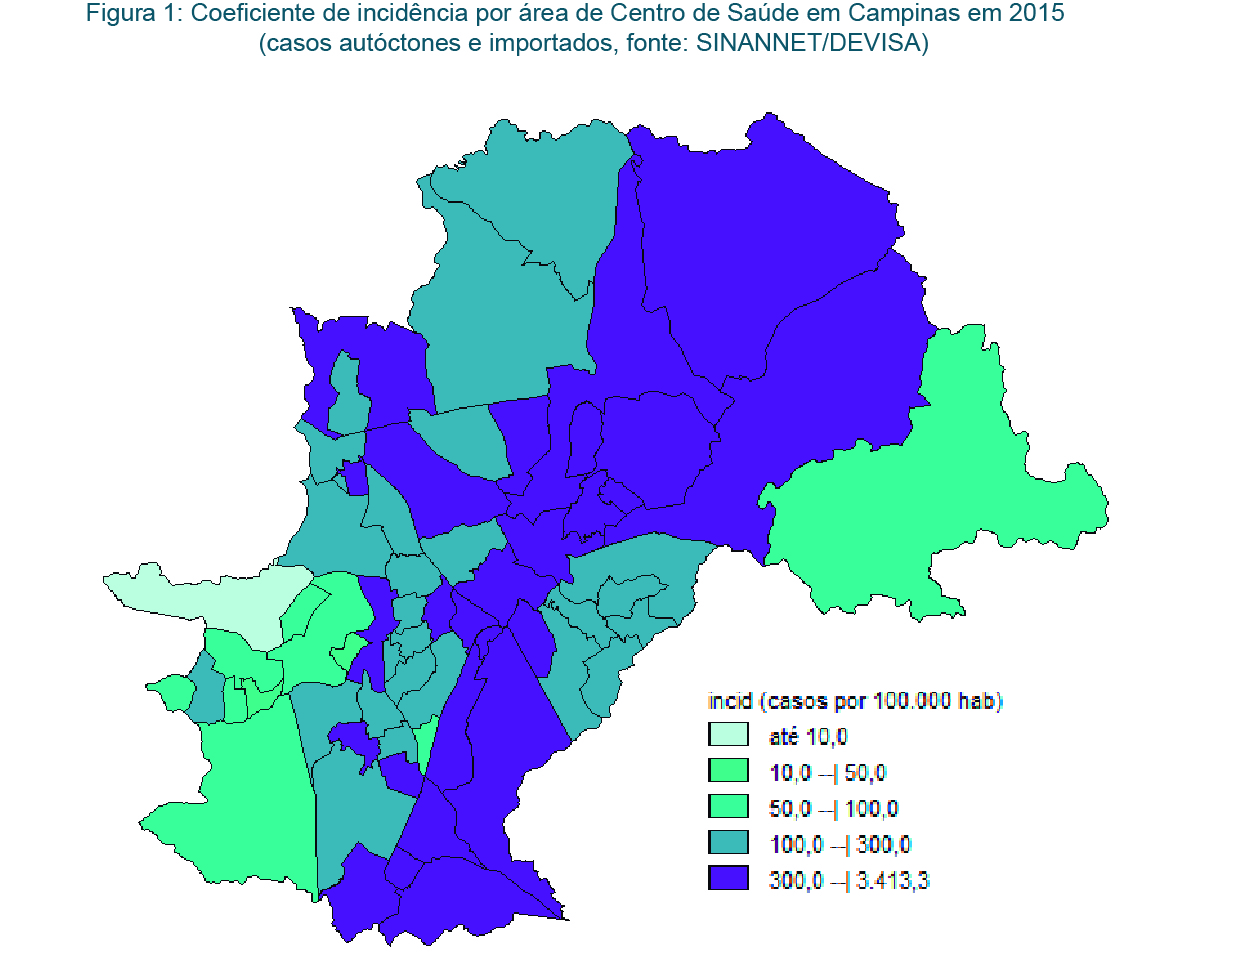 Figura 1: Coeficiente de incidência por área de Centro de Saúde em Campinas em 2015
(casos autóctones e importados, fonte: SINANNET/DEVISA)
incid (casos por 100.000 hab)
até 10,0
10,0 --| 50,0
50,0 --| 100,0
100,0 --| 300,0
300,0 --| 3.413,3